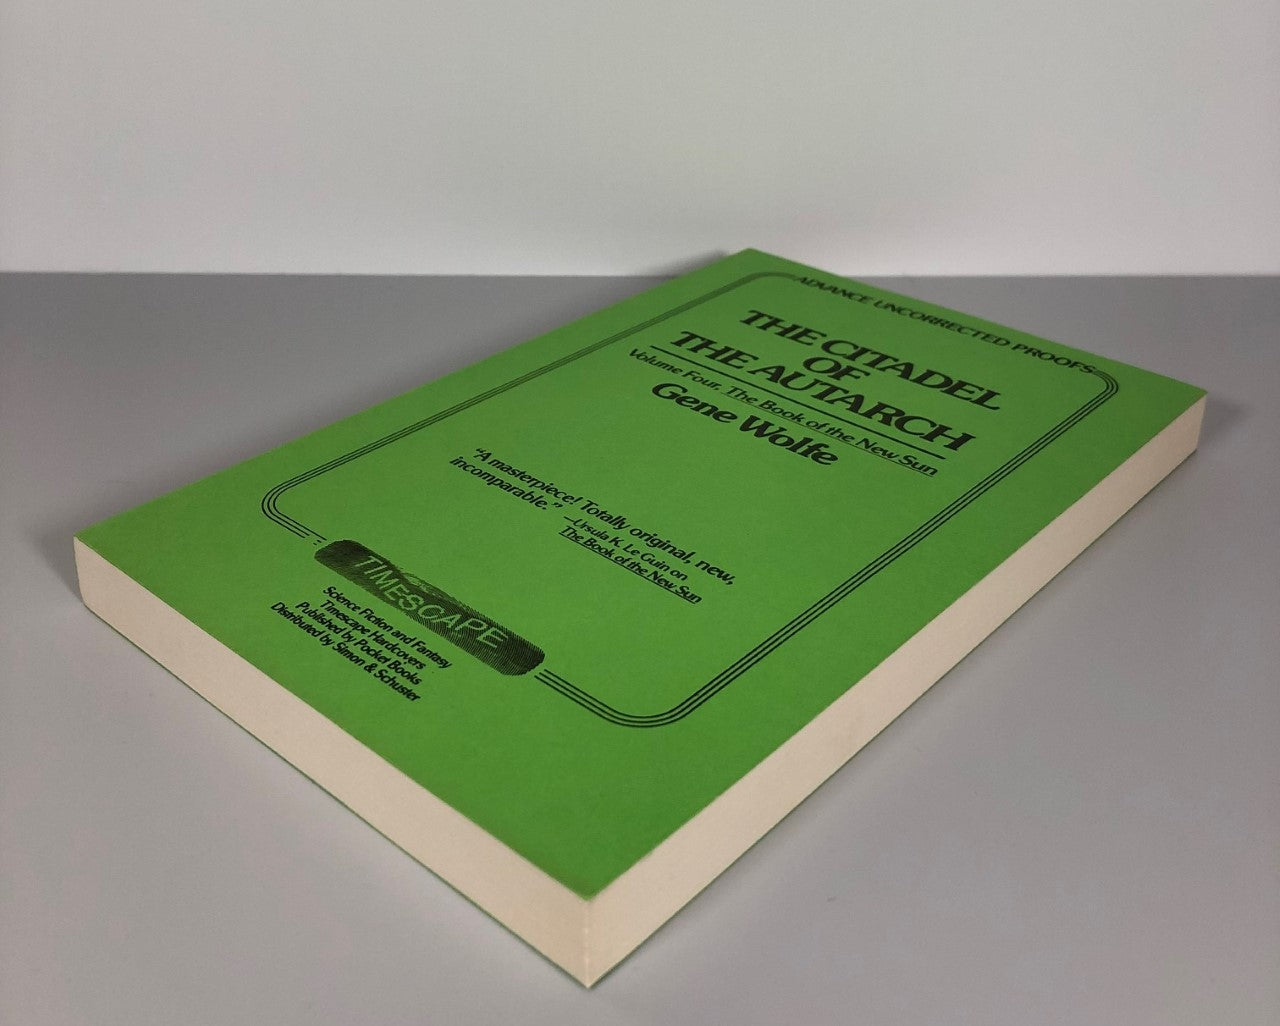 ADVANCE UNCORRECTED PROOFS
THE CITADEL
OF
THE AUTARCH
Volume Four, The Book of the New Sun
Gene Wolfe
“A masterpiece! Totally original, new,
incomparable.”
—Ursula K. Le Guin on
The Book of the New Sun
TIMESCAPE
Science Fiction and Fantasy
Timescape Hardcovers
Published by Pocket Books
Distributed by Simon & Schuster